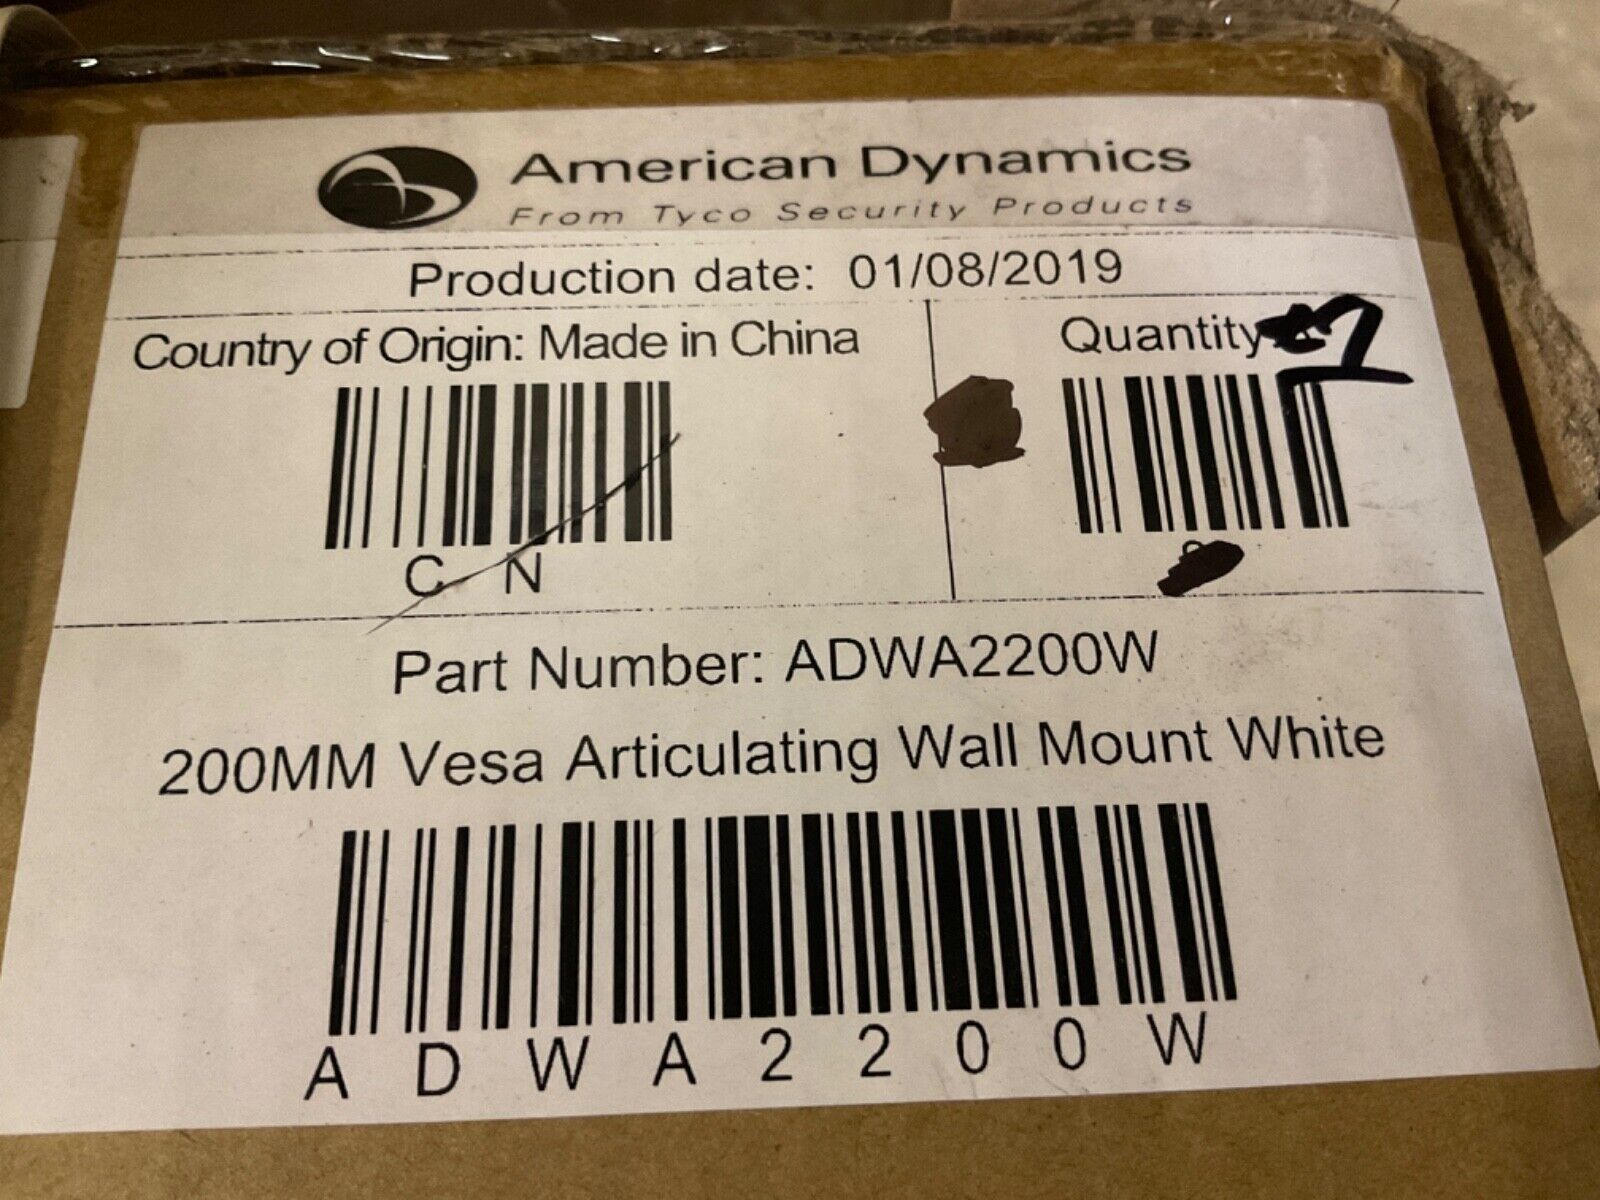 American Dynamics
From Tyco Security Products
Production date: 01/08/2019
Country of Origin: Made in China
Quantity 1
C N
Part Number: ADWA2200W
200MM Vesa Articulating Wall Mount White
A D W A 2 2 0 0 W